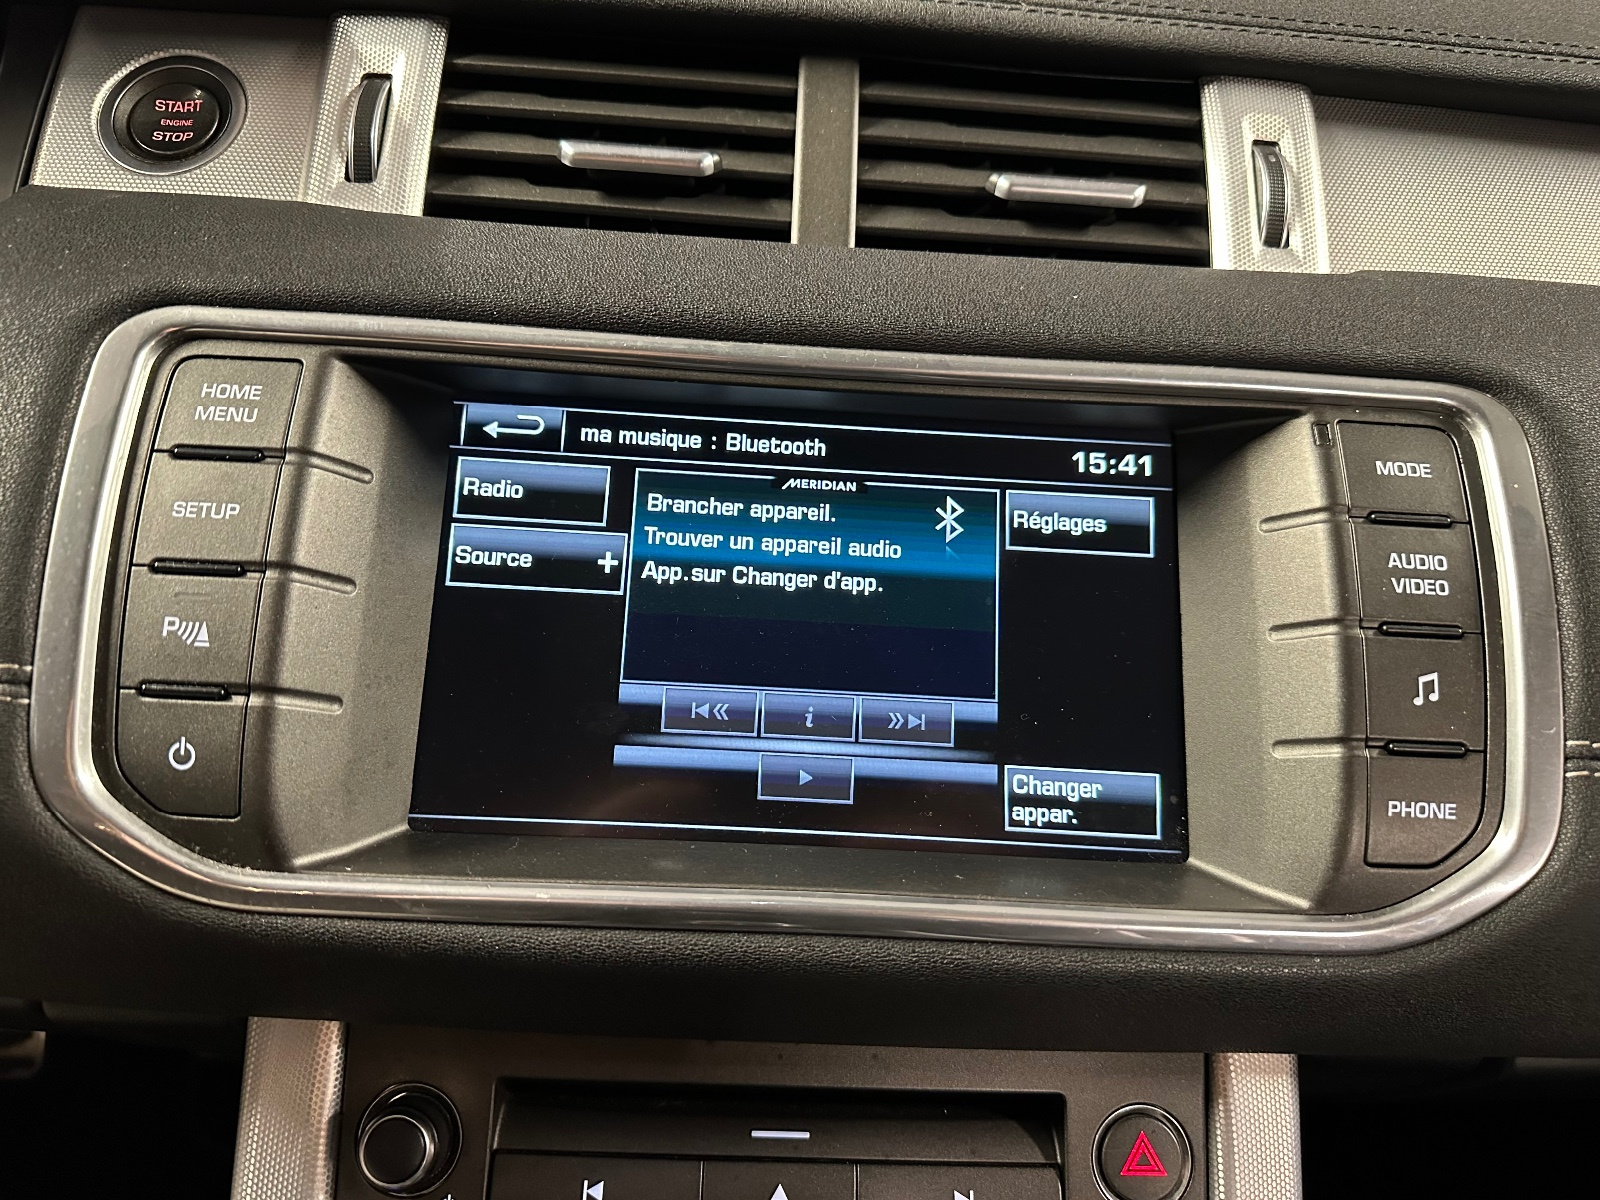 START
ENGINE
STOP
HOME
MENU
SETUP
P
ma musique : Bluetooth
15:41
Radio
Source +
MERIDIAN
Brancher appareil.
Trouver un appareil audio
App.sur Changer d'app.
i
Réglages
Changer
appar.
MODE
AUDIO
VIDEO
PHONE